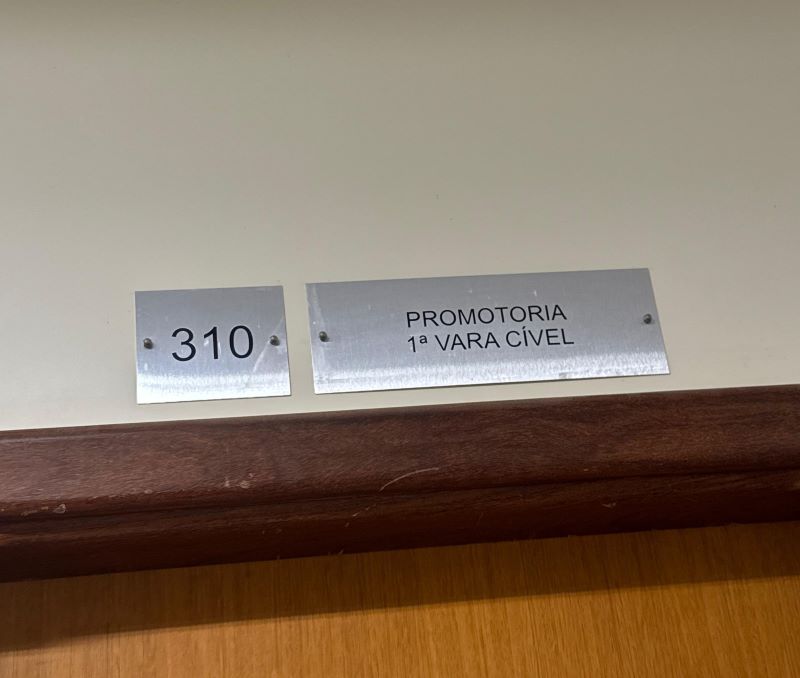 310
PROMOTORIA
1ª VARA CÍVEL